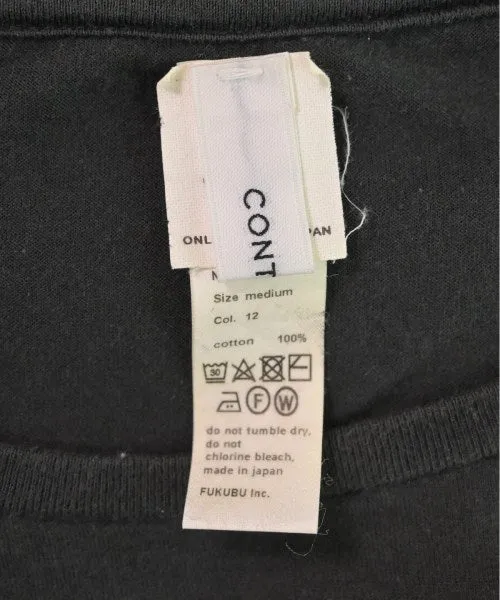 CONT
ONL
PAN
Size medium
Col. 12
cotton 100%
30
F W
do not tumble dry,
do not
chlorine bleach,
made in japan
FUKUBU Inc.